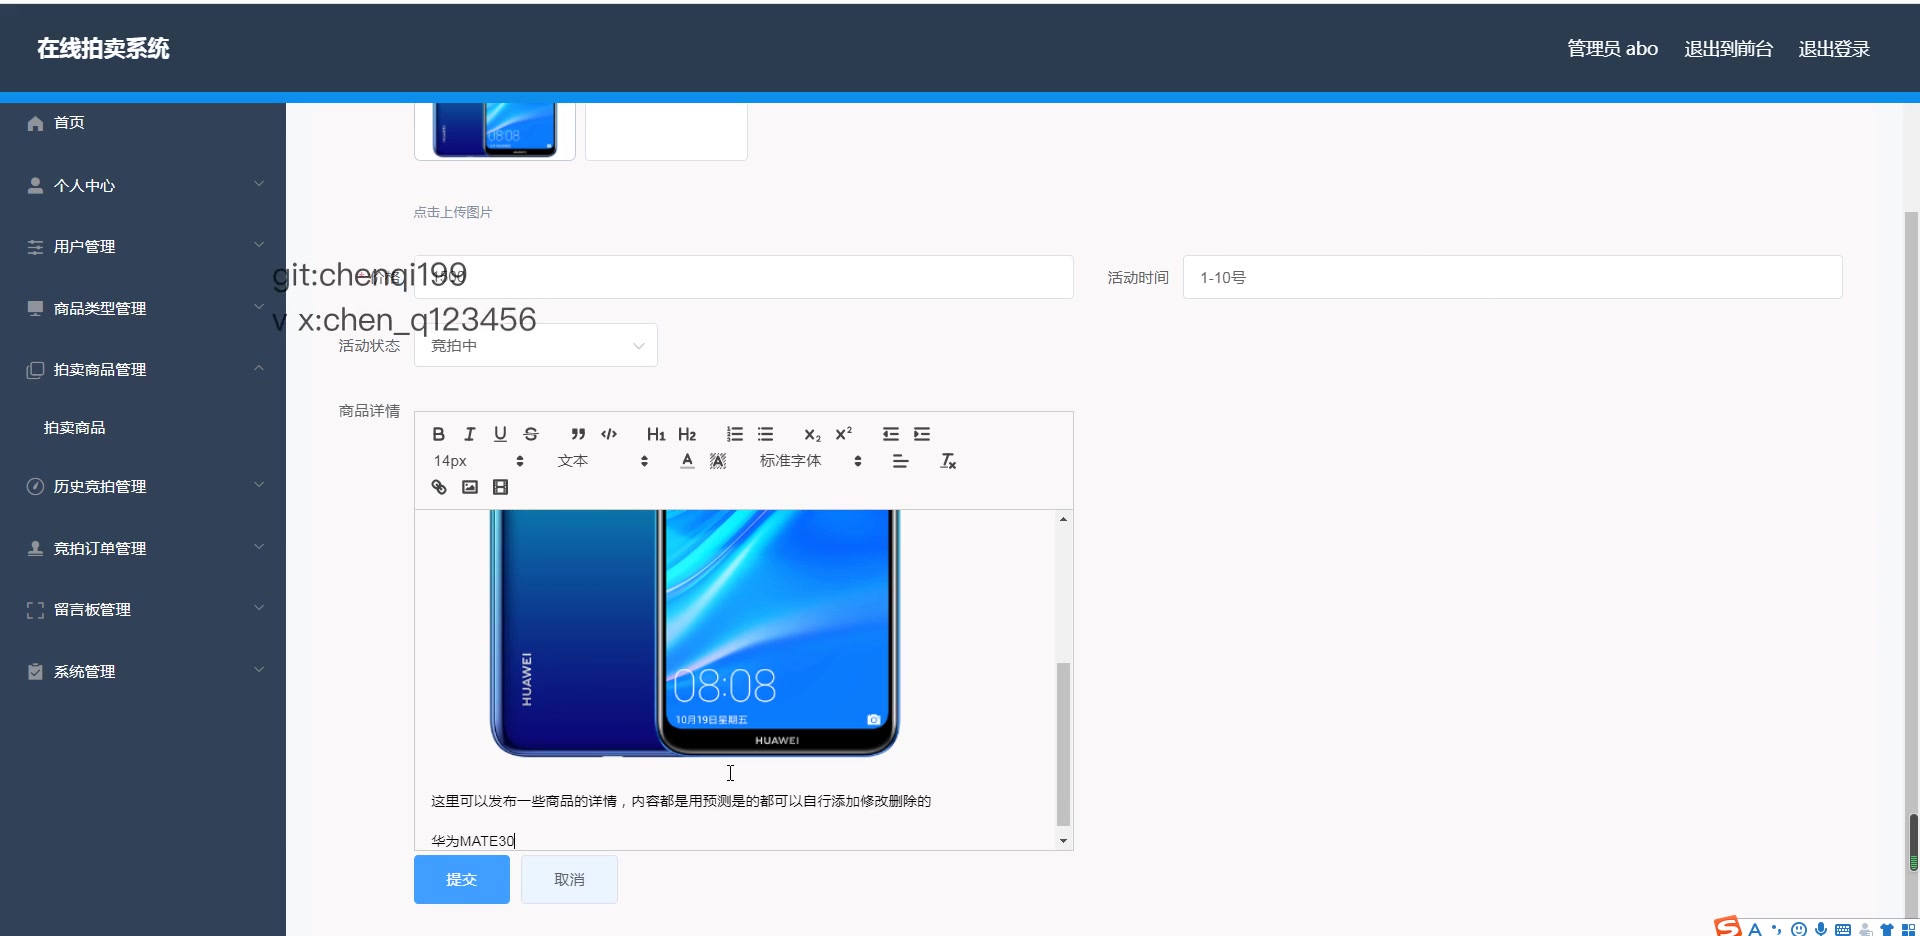 在线拍卖系统
管理员 abo
退出到前台
退出登录
首页
个人中心
用户管理
商品类型管理
拍卖商品管理
拍卖商品
历史竞拍管理
竞拍订单管理
留言板管理
系统管理
08:08
点击上传图片
价格
1500
活动时间
1-10号
git:chenqi199
v x:chen_q123456
活动状态
竞拍中
商品详情
B I U S ” </> H1 H2 X2 X2
14px
文本
A
A
标准字体
HUAWEI
08:08
10月19日星期五
HUAWEI
这里可以发布一些商品的详情，内容都是用预测是的都可以自行添加修改删除的
华为MATE30
提交
取消
S A